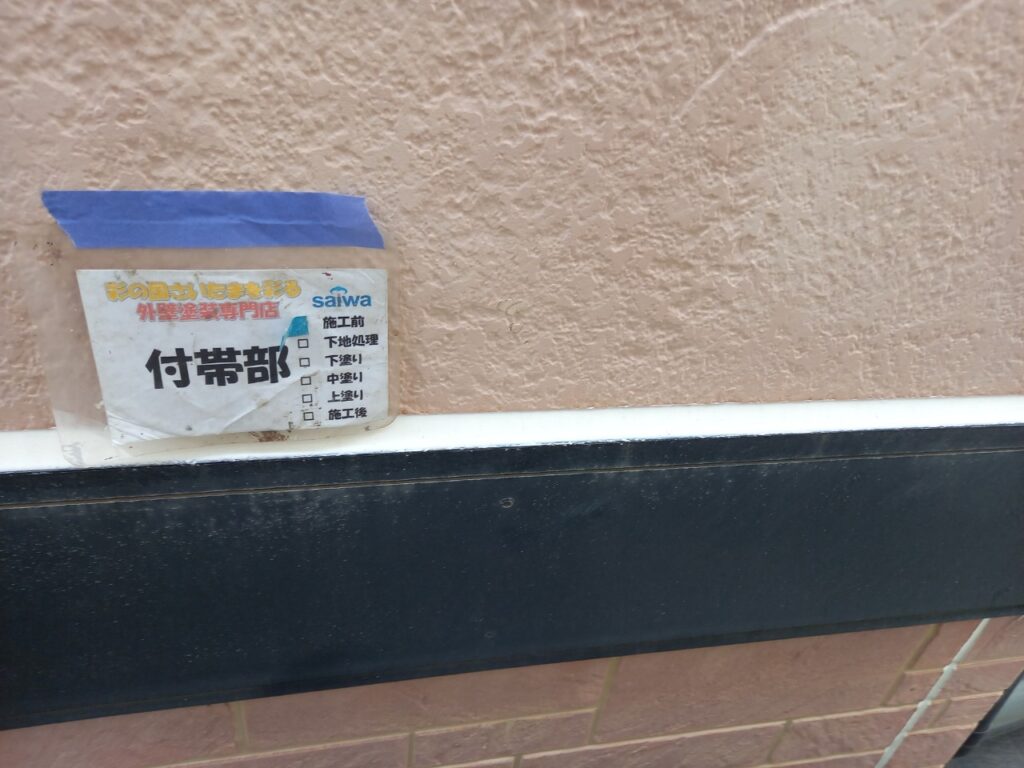 彩の国さいたまを彩る
外壁塗装専門店
saiwa
付帯部
施工前
□ 下地処理
□ 下塗り
□ 中塗り
□ 上塗り
□ 施工後